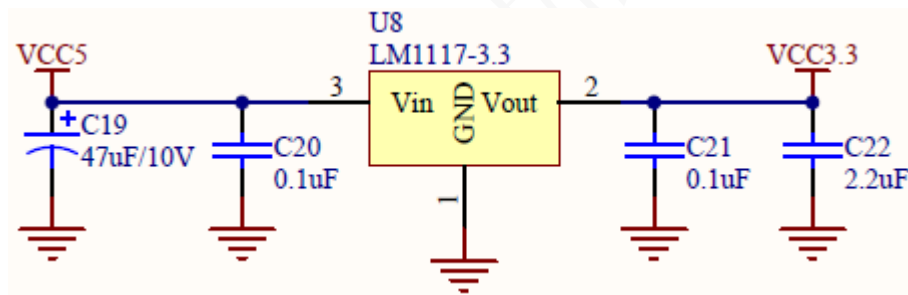 U8
LM1117-3.3
VCC5
VCC3.3
3
Vin
GND
Vout
2
+
C19
47uF/10V
C20
0.1uF
C21
0.1uF
C22
2.2uF
1